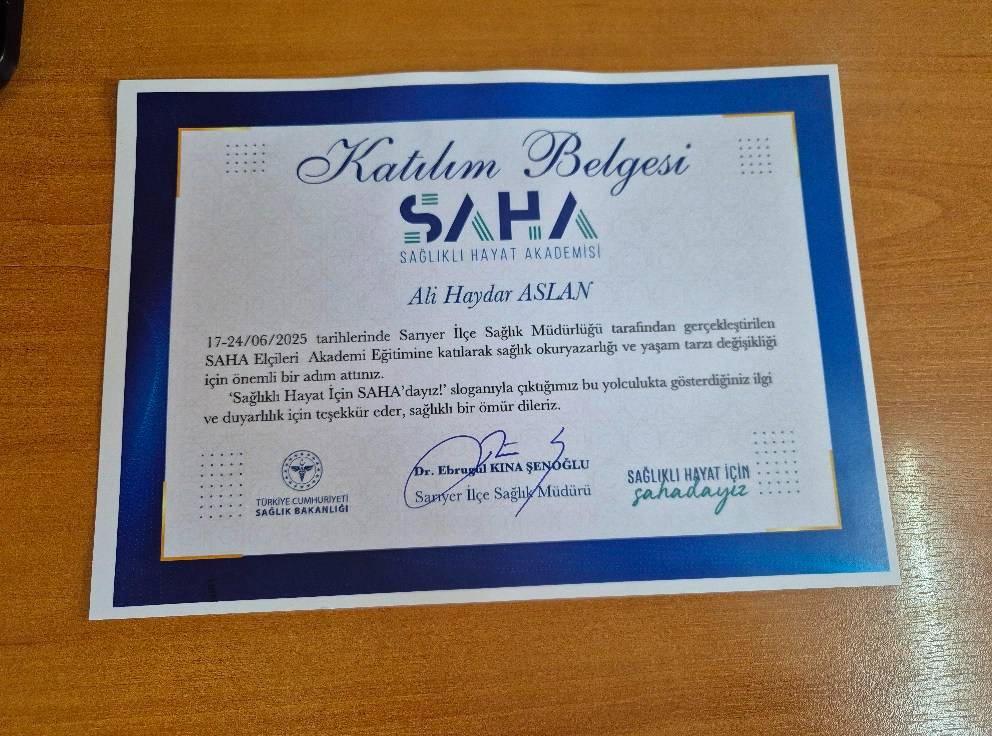 Katılım Belgesi
SAHA
SAĞLIKLI HAYAT AKADEMİSİ
Ali Haydar ASLAN
17-24/06/2025 tarihlerinde Sarıyer İlçe Sağlık Müdürlüğü tarafından gerçekleştirilen
SAHA Elçileri Akademi Eğitimine katılarak sağlık okuryazarlığı ve yaşam tarzı değişikliği
için önemli bir adım attınız.
'Sağlıklı Hayat İçin SAHA'dayız!' sloganıyla çıktığımız bu yolculukta gösterdiğiniz ilgi
ve duyarlılık için teşekkür eder, sağlıklı bir ömür dileriz.
Dr. Ebrugül KINA ŞENOĞLU
Sarıyer İlçe Sağlık Müdürü
TÜRKİYE CUMHURİYETİ
SAĞLIK BAKANLIĞI
SAĞLIKLI HAYAT İÇİN
sahadayız